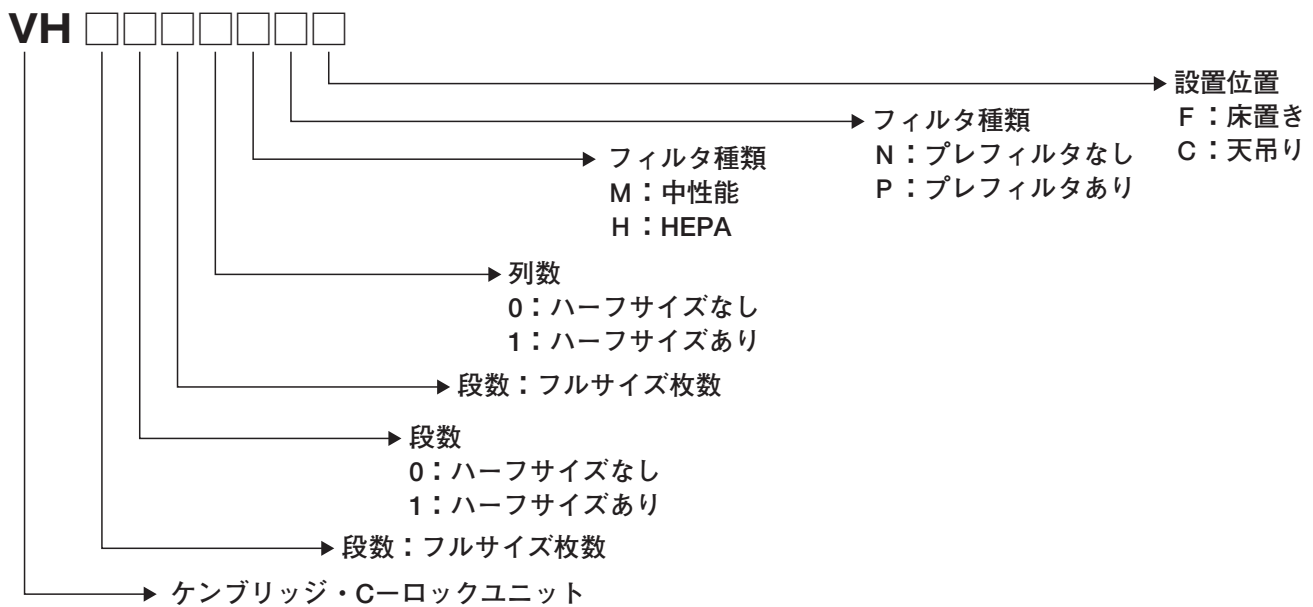 VH □□□□□□□
設置位置
F：床置き
C：天吊り
フィルタ種類
N：プレフィルタなし
P：プレフィルタあり
フィルタ種類
M：中性能
H：HEPA
列数
0：ハーフサイズなし
1：ハーフサイズあり
段数：フルサイズ枚数
段数
0：ハーフサイズなし
1：ハーフサイズあり
段数：フルサイズ枚数
ケンブリッジ・Cーロックユニット